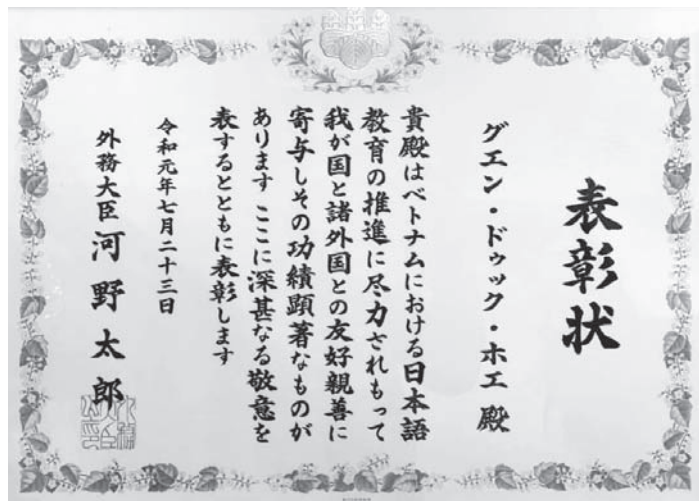 表彰状
グエン・ドゥック・ホエ殿
貴殿はベトナムにおける日本語
教育の推進に尽力されもって
我が国と諸外国との友好親善に
寄与しその功績顕著なものが
あります ここに深甚なる敬意を
表するとともに表彰します
令和元年七月二十三日
外務大臣 河野太郎